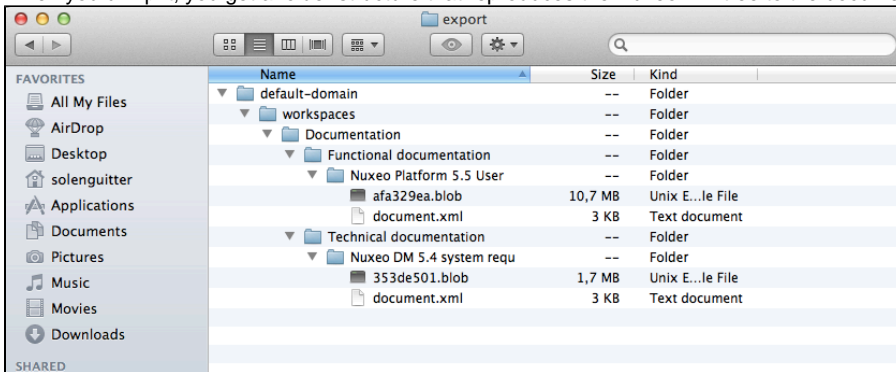 export
Name Size Kind
FAVORITES
All My Files
AirDrop
Desktop
solenguitter
Applications
Documents
Pictures
Music
Movies
Downloads
SHARED
default-domain -- Folder
workspaces -- Folder
Documentation -- Folder
Functional documentation -- Folder
Nuxeo Platform 5.5 User -- Folder
afa329ea.blob 10,7 MB Unix E...le File
document.xml 3 KB Text document
Technical documentation -- Folder
Nuxeo DM 5.4 system requ -- Folder
353de501.blob 1,7 MB Unix E...le File
document.xml 3 KB Text document